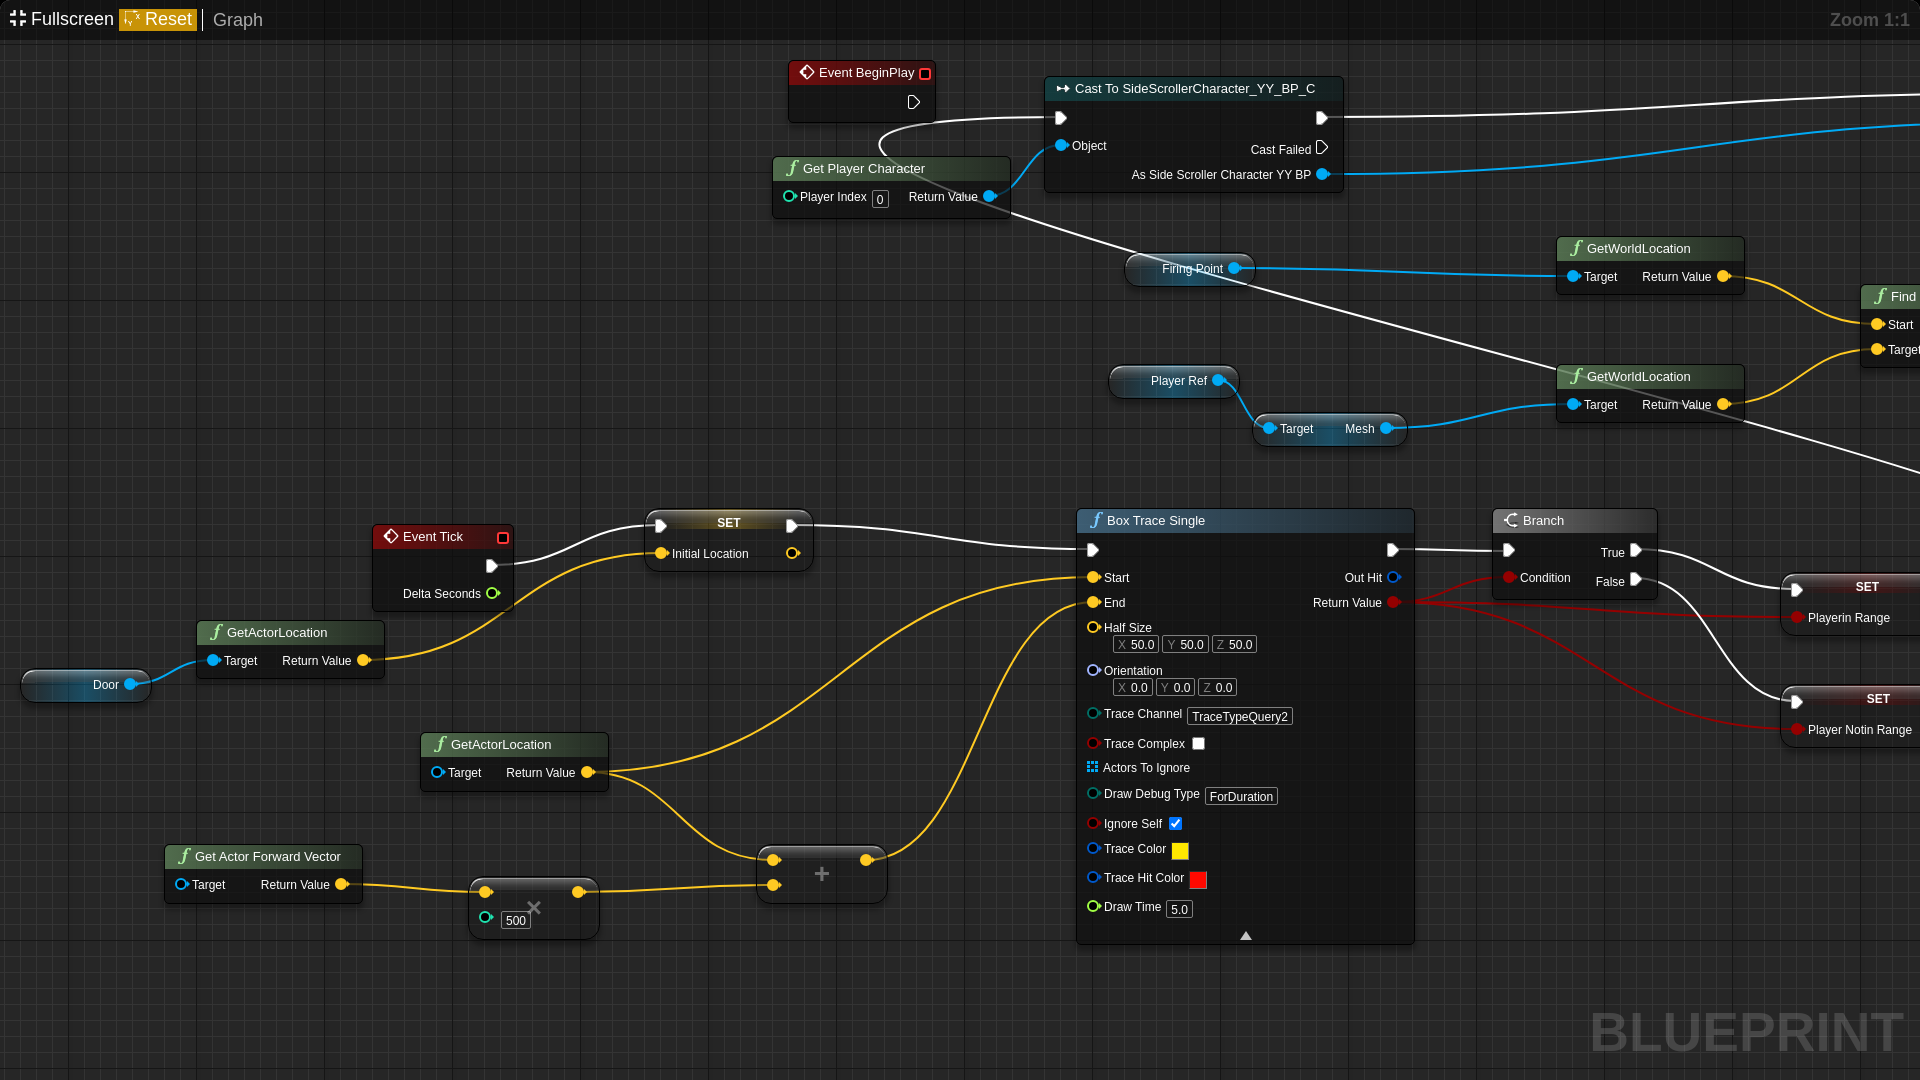 Fullscreen Reset Graph
Zoom 1:1
Event BeginPlay
Cast To SideScrollerCharacter_YY_BP_C
Object
Cast Failed
As Side Scroller Character YY BP
Get Player Character
Player Index 0 Return Value
Firing Point
GetWorldLocation
Target Return Value
Find
Start
Target
Player Ref
GetWorldLocation
Target Return Value
Target Mesh
Event Tick
Delta Seconds
SET
Initial Location
Box Trace Single
Start Out Hit
End Return Value
Half Size
X 50.0 Y 50.0 Z 50.0
Orientation
X 0.0 Y 0.0 Z 0.0
Trace Channel TraceTypeQuery2
Trace Complex
Actors To Ignore
Draw Debug Type ForDuration
Ignore Self
Trace Color
Trace Hit Color
Draw Time 5.0
Branch
True
Condition False
SET
Playerin Range
SET
Player Notin Range
GetActorLocation
Target Return Value
Door
GetActorLocation
Target Return Value
Get Actor Forward Vector
Target Return Value
×
500
+
BLUEPRINT